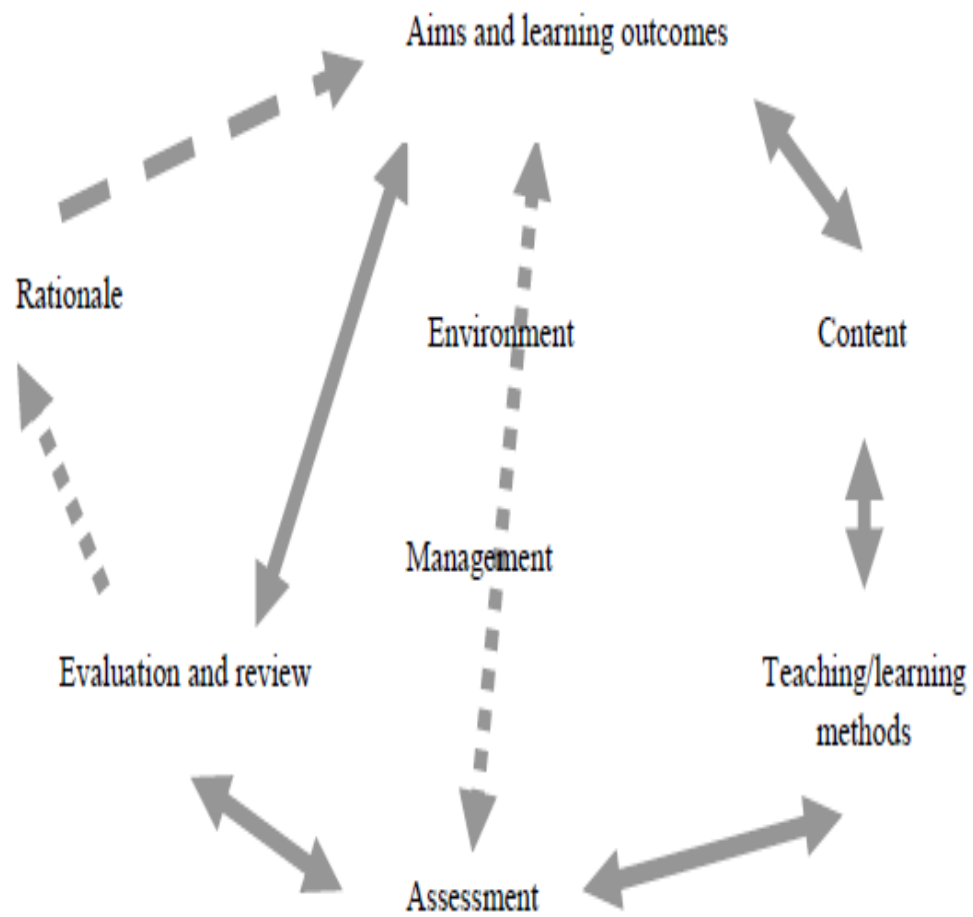 Aims and learning outcomes
Rationale
Environment
Content
Management
Evaluation and review
Teaching/learning
methods
Assessment